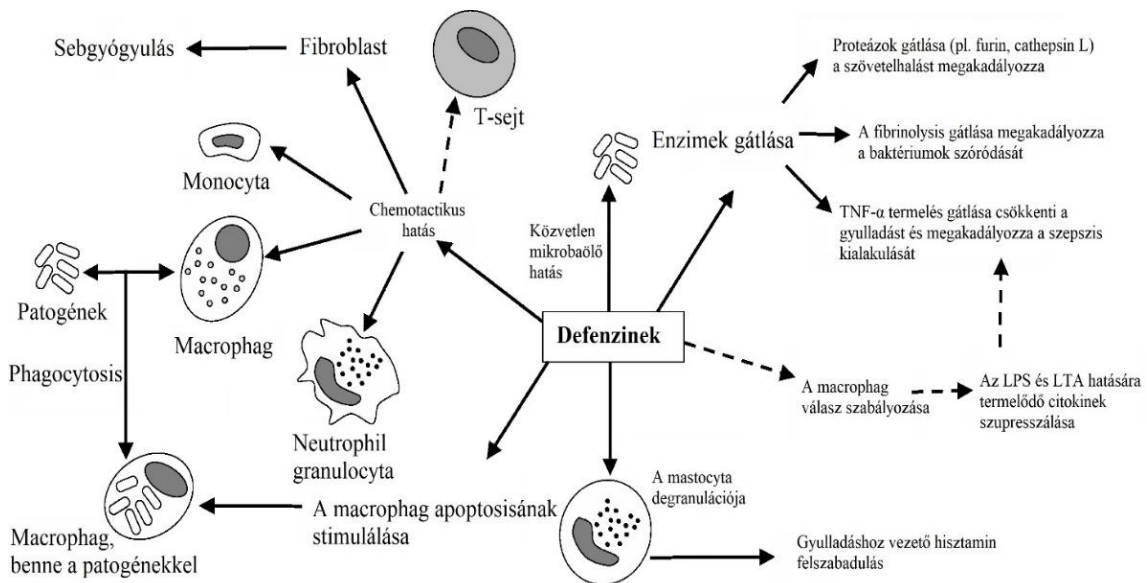 Sebgyógyulás
Fibroblast
T-sejt
Monocyta
Chemotactikus
hatás
Patogének
Macrophag
Phagocytosis
Neutrophil
granulocyta
Macrophag,
benne a patogénekkel
A macrophag apoptosisának
stimulálása
Közvetlen
mikrobaölő
hatás
Defenzinek
Enzimek gátlása
Proteázok gátlása (pl. furin, cathepsin L)
a szövetelhalást megakadályozza
A fibrinolysis gátlása megakadályozza
a baktériumok szóródását
TNF-α termelés gátlása csökkenti a
gyulladást és megakadályozza a szepszis
kialakulását
A macrophag
válasz szabályozása
Az LPS és LTA hatására
termelődő citokinek
szupresszálása
A mastocyta
degranulációja
Gyulladáshoz vezető hisztamin
felszabadulás